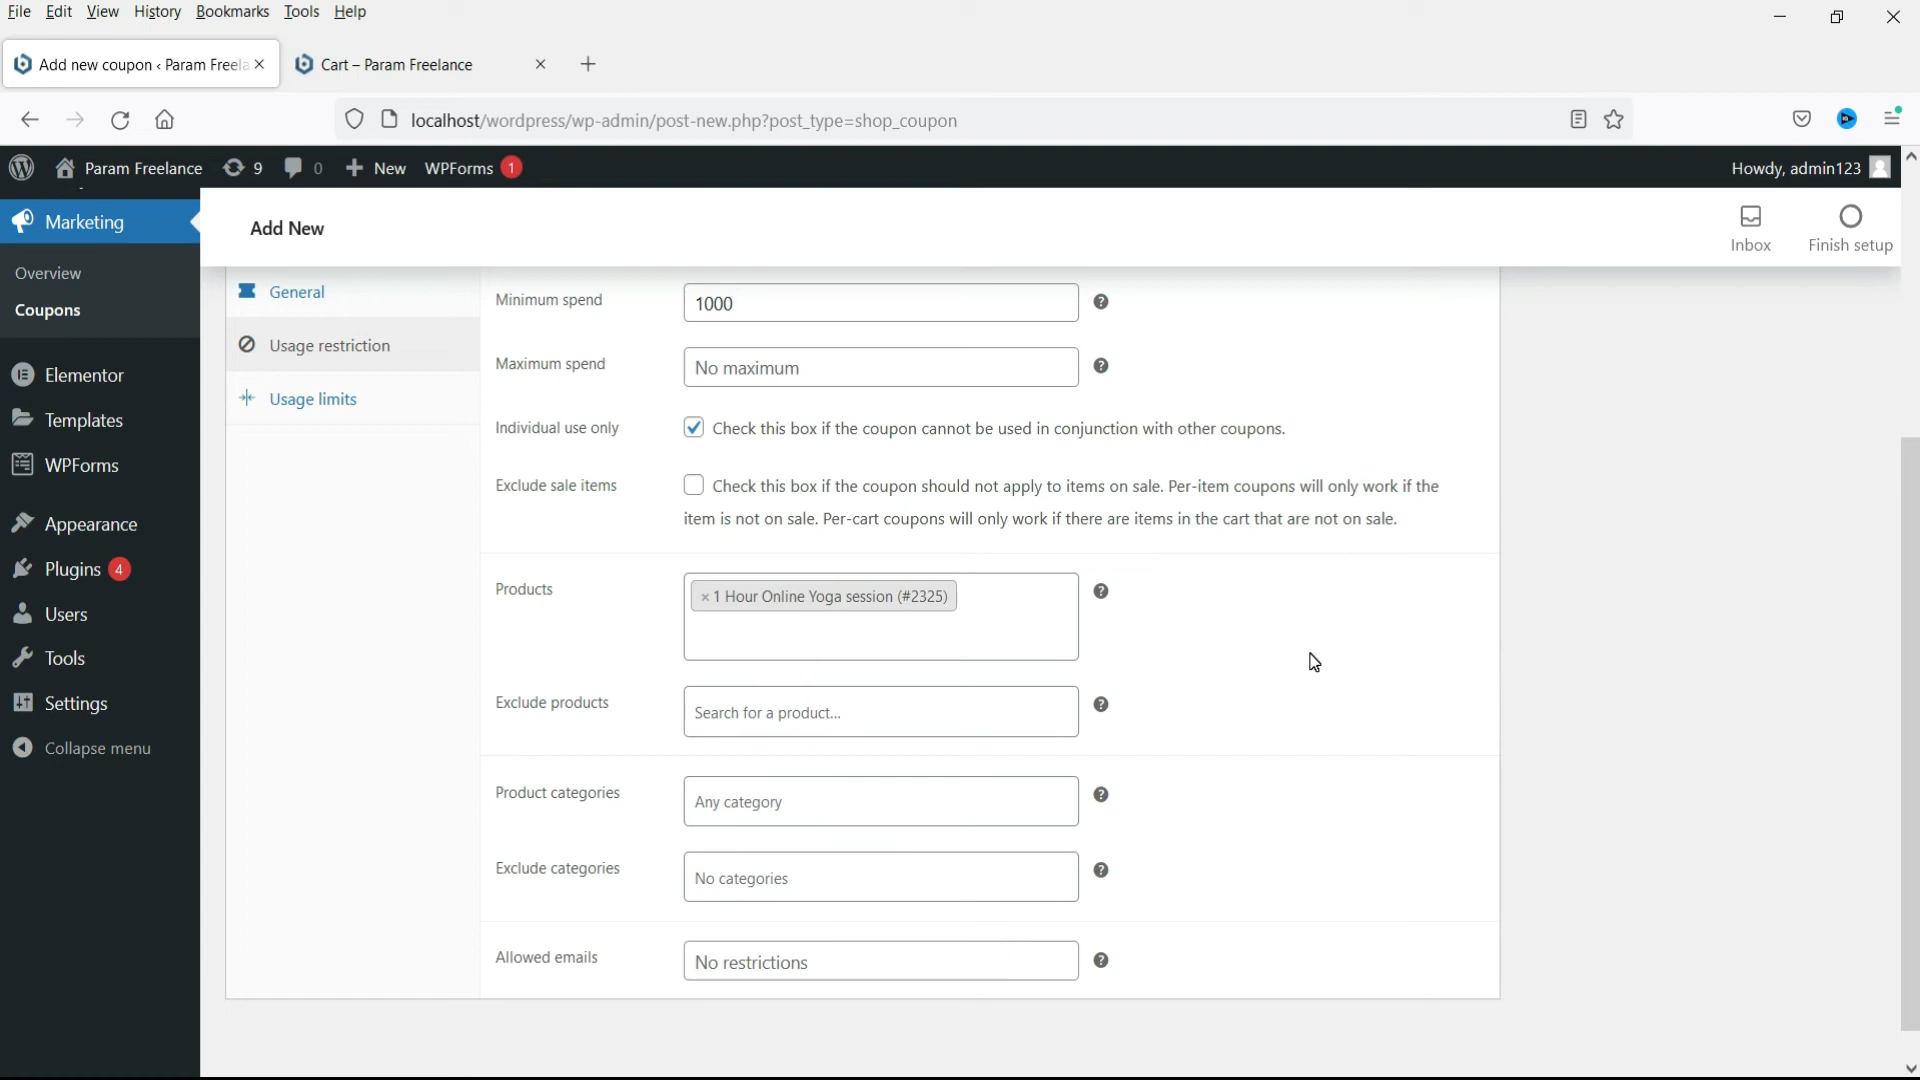 File Edit View History Bookmarks Tools Help
Add new coupon ‹ Param Freela
Cart – Param Freelance
localhost/wordpress/wp-admin/post-new.php?post_type=shop_coupon
Param Freelance 9 0 New WPForms 1
Howdy, admin123
Marketing
Add New
Inbox
Finish setup
Overview
Coupons
Elementor
Templates
WPForms
Appearance
Plugins 4
Users
Tools
Settings
Collapse menu
General
Usage restriction
Usage limits
Minimum spend 1000
Maximum spend No maximum
Individual use only Check this box if the coupon cannot be used in conjunction with other coupons.
Exclude sale items Check this box if the coupon should not apply to items on sale. Per-item coupons will only work if the
item is not on sale. Per-cart coupons will only work if there are items in the cart that are not on sale.
Products × 1 Hour Online Yoga session (#2325)
Exclude products Search for a product...
Product categories Any category
Exclude categories No categories
Allowed emails No restrictions